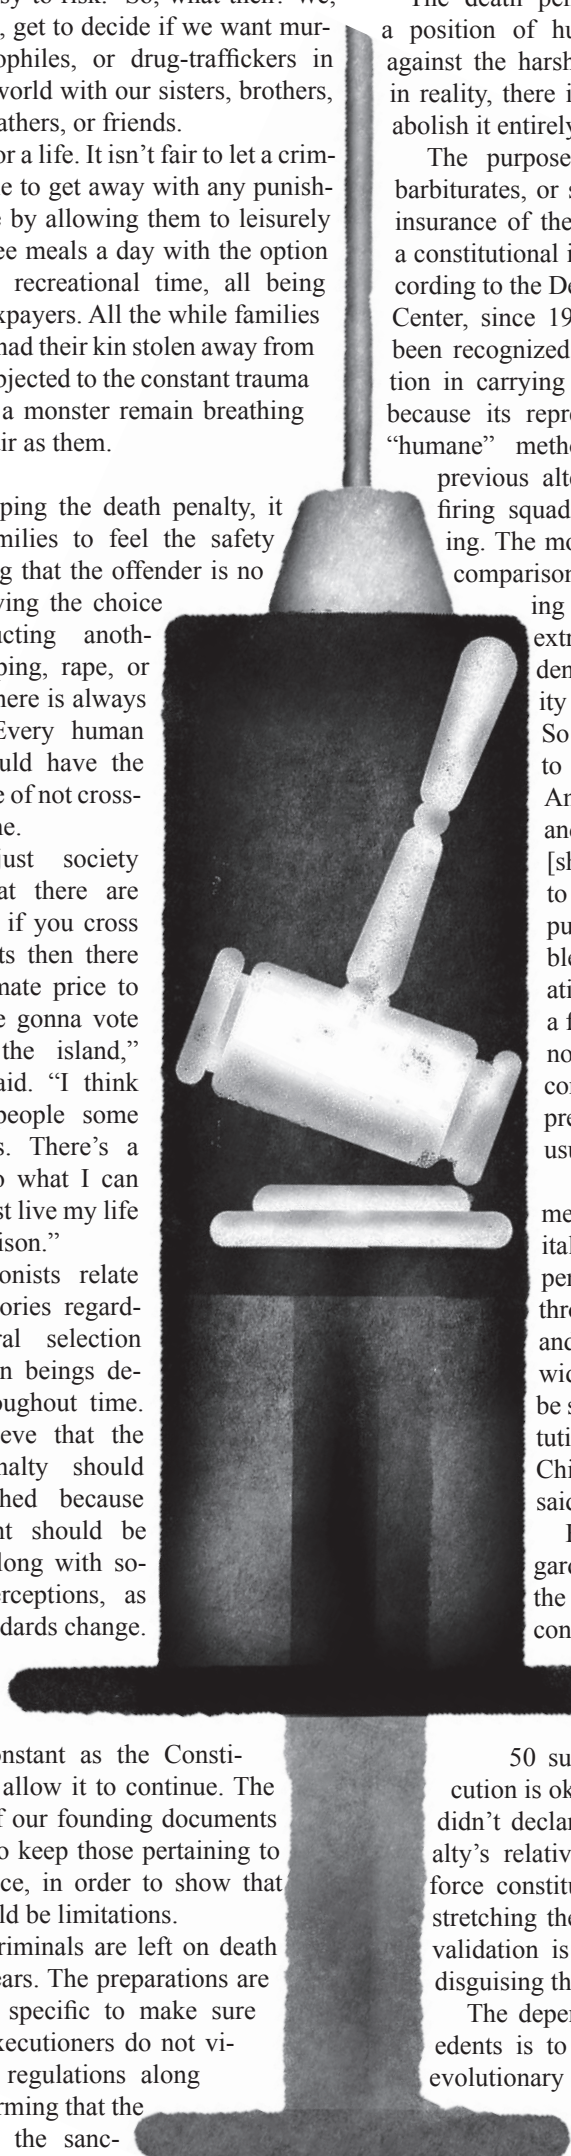 sy to risk? So, what then? We,
, get to decide if we want mur-
ophiles, or drug-traffickers in
world with our sisters, brothers,
athers, or friends.
or a life. It isn't fair to let a crim-
e to get away with any punish-
e by allowing them to leisurely
ee meals a day with the option
recreational time, all being
xpayers. All the while families
had their kin stolen away from
bjected to the constant trauma
a monster remain breathing
air as them.
ping the death penalty, it
milies to feel the safety
g that the offender is no
ving the choice
ucting anoth-
ping, rape, or
here is always
Every human
ould have the
e of not cross-
ne.
just society
at there are
if you cross
ts then there
mate price to
e gonna vote
the island,"
aid. "I think
people some
s. There's a
o what I can
st live my life
ison."
onists relate
ories regard-
ral selection
n beings de-
oughout time.
eve that the
nalty should
hed because
nt should be
long with so-
erceptions, as
dards change.
onstant as the Consti-
allow it to continue. The
f our founding documents
o keep those pertaining to
ce, in order to show that
ld be limitations.
riminals are left on death
ears. The preparations are
specific to make sure
xecutioners do not vi-
regulations along
rming that the
the sanc-
The death pen
a position of hu
against the harsh
in reality, there i
abolish it entirely
The purpose
barbiturates, or s
insurance of the
a constitutional i
cording to the De
Center, since 19
been recognized
tion in carrying
because its repre
"humane" metho
previous alte
firing squad
ing. The mo
comparison
ing
extr
den
ity
So
to
An
and
[sh
to
pu
ble
ati
a f
no
con
pre
usu
me
ital
per
thro
and
wid
be s
tuti
Chi
said
I
gard
the
con
50 su
cution is ok
didn't declar
alty's relativ
force constitu
stretching the
validation is
disguising th
The depen
edents is to
evolutionary